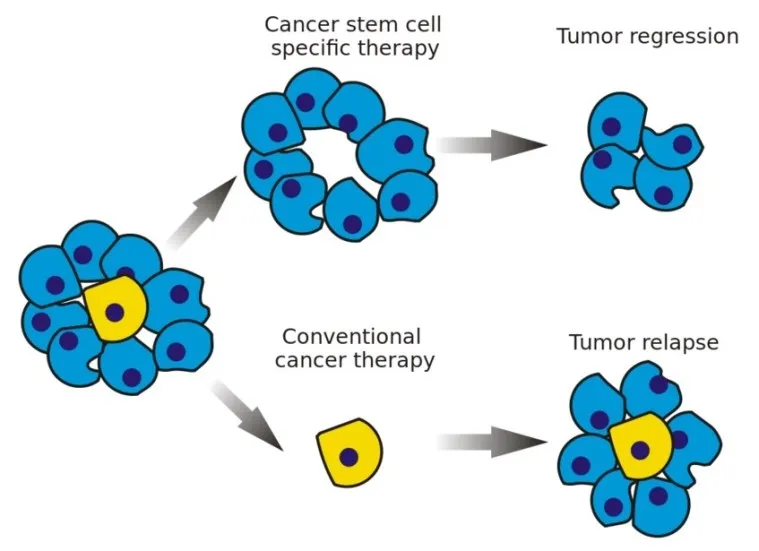 Cancer stem cell
specific therapy
Tumor regression
Conventional
cancer therapy
Tumor relapse